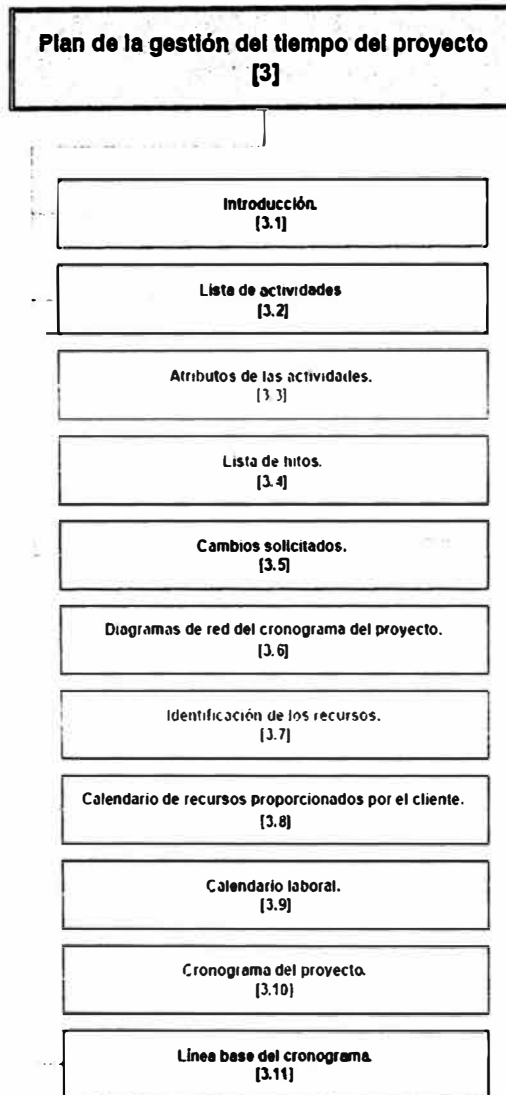 Plan de la gestión del tiempo del proyecto
[3]
Introducción.
[3.1]
Lista de actividades
[3.2]
Atributos de las actividades.
[3.3]
Lista de hitos.
[3.4]
Cambios solicitados.
[3.5]
Diagramas de red del cronograma del proyecto.
[3.6]
Identificación de los recursos.
[3.7]
Calendario de recursos proporcionados por el cliente.
[3.8]
Calendario laboral.
[3.9]
Cronograma del proyecto.
[3.10]
Línea base del cronograma.
[3.11]